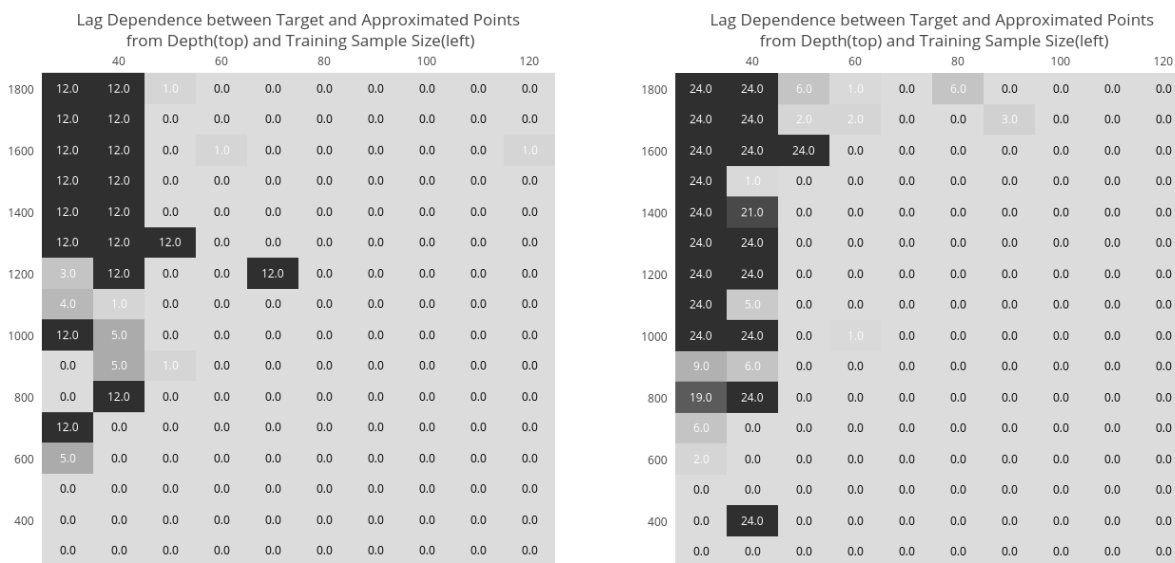 Lag Dependence between Target and Approximated Points
from Depth(top) and Training Sample Size(left)
40 60 80 100 120
1800 12.0 12.0 1.0 0.0 0.0 0.0 0.0 0.0 0.0 0.0
12.0 12.0 0.0 0.0 0.0 0.0 0.0 0.0 0.0 0.0
1600 12.0 12.0 0.0 1.0 0.0 0.0 0.0 0.0 0.0 1.0
12.0 12.0 0.0 0.0 0.0 0.0 0.0 0.0 0.0 0.0
1400 12.0 12.0 0.0 0.0 0.0 0.0 0.0 0.0 0.0 0.0
12.0 12.0 12.0 0.0 0.0 0.0 0.0 0.0 0.0 0.0
1200 3.0 12.0 0.0 0.0 12.0 0.0 0.0 0.0 0.0 0.0
4.0 1.0 0.0 0.0 0.0 0.0 0.0 0.0 0.0 0.0
1000 12.0 5.0 0.0 0.0 0.0 0.0 0.0 0.0 0.0 0.0
0.0 5.0 1.0 0.0 0.0 0.0 0.0 0.0 0.0 0.0
800 0.0 12.0 0.0 0.0 0.0 0.0 0.0 0.0 0.0 0.0
12.0 0.0 0.0 0.0 0.0 0.0 0.0 0.0 0.0 0.0
600 5.0 0.0 0.0 0.0 0.0 0.0 0.0 0.0 0.0 0.0
0.0 0.0 0.0 0.0 0.0 0.0 0.0 0.0 0.0 0.0
400 0.0 0.0 0.0 0.0 0.0 0.0 0.0 0.0 0.0 0.0
0.0 0.0 0.0 0.0 0.0 0.0 0.0 0.0 0.0 0.0
Lag Dependence between Target and Approximated Points
from Depth(top) and Training Sample Size(left)
40 60 80 100 120
1800 24.0 24.0 6.0 1.0 0.0 6.0 0.0 0.0 0.0 0.0
24.0 24.0 2.0 2.0 0.0 0.0 3.0 0.0 0.0 0.0
1600 24.0 24.0 24.0 0.0 0.0 0.0 0.0 0.0 0.0 0.0
24.0 1.0 0.0 0.0 0.0 0.0 0.0 0.0 0.0 0.0
1400 24.0 21.0 0.0 0.0 0.0 0.0 0.0 0.0 0.0 0.0
24.0 24.0 0.0 0.0 0.0 0.0 0.0 0.0 0.0 0.0
1200 24.0 24.0 0.0 0.0 0.0 0.0 0.0 0.0 0.0 0.0
24.0 5.0 0.0 0.0 0.0 0.0 0.0 0.0 0.0 0.0
1000 24.0 24.0 0.0 1.0 0.0 0.0 0.0 0.0 0.0 0.0
9.0 6.0 0.0 0.0 0.0 0.0 0.0 0.0 0.0 0.0
800 19.0 24.0 0.0 0.0 0.0 0.0 0.0 0.0 0.0 0.0
6.0 0.0 0.0 0.0 0.0 0.0 0.0 0.0 0.0 0.0
600 2.0 0.0 0.0 0.0 0.0 0.0 0.0 0.0 0.0 0.0
0.0 0.0 0.0 0.0 0.0 0.0 0.0 0.0 0.0 0.0
400 0.0 24.0 0.0 0.0 0.0 0.0 0.0 0.0 0.0 0.0
0.0 0.0 0.0 0.0 0.0 0.0 0.0 0.0 0.0 0.0